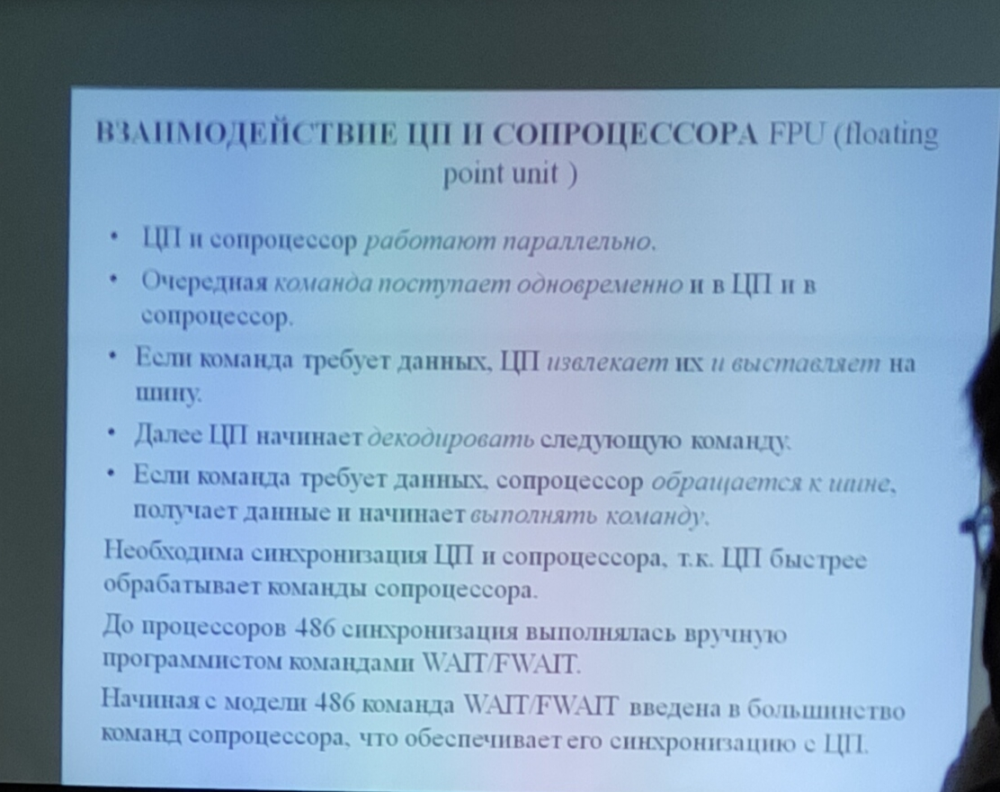 ВЗАИМОДЕЙСТВИЕ ЦП И СОПРОЦЕССОРА FPU (floating
point unit )
• ЦП и сопроцессор работают параллельно.
• Очередная команда поступает одновременно и в ЦП и в
сопроцессор.
• Если команда требует данных, ЦП извлекает их и выставляет на
шину.
• Далее ЦП начинает декодировать следующую команду.
• Если команда требует данных, сопроцессор обращается к шине,
получает данные и начинает выполнять команду.
Необходима синхронизация ЦП и сопроцессора, т.к. ЦП быстрее
обрабатывает команды сопроцессора.
До процессоров 486 синхронизация выполнялась вручную
программистом командами WAIT/FWAIT.
Начиная с модели 486 команда WAIT/FWAIT введена в большинство
команд сопроцессора, что обеспечивает его синхронизацию с ЦП.